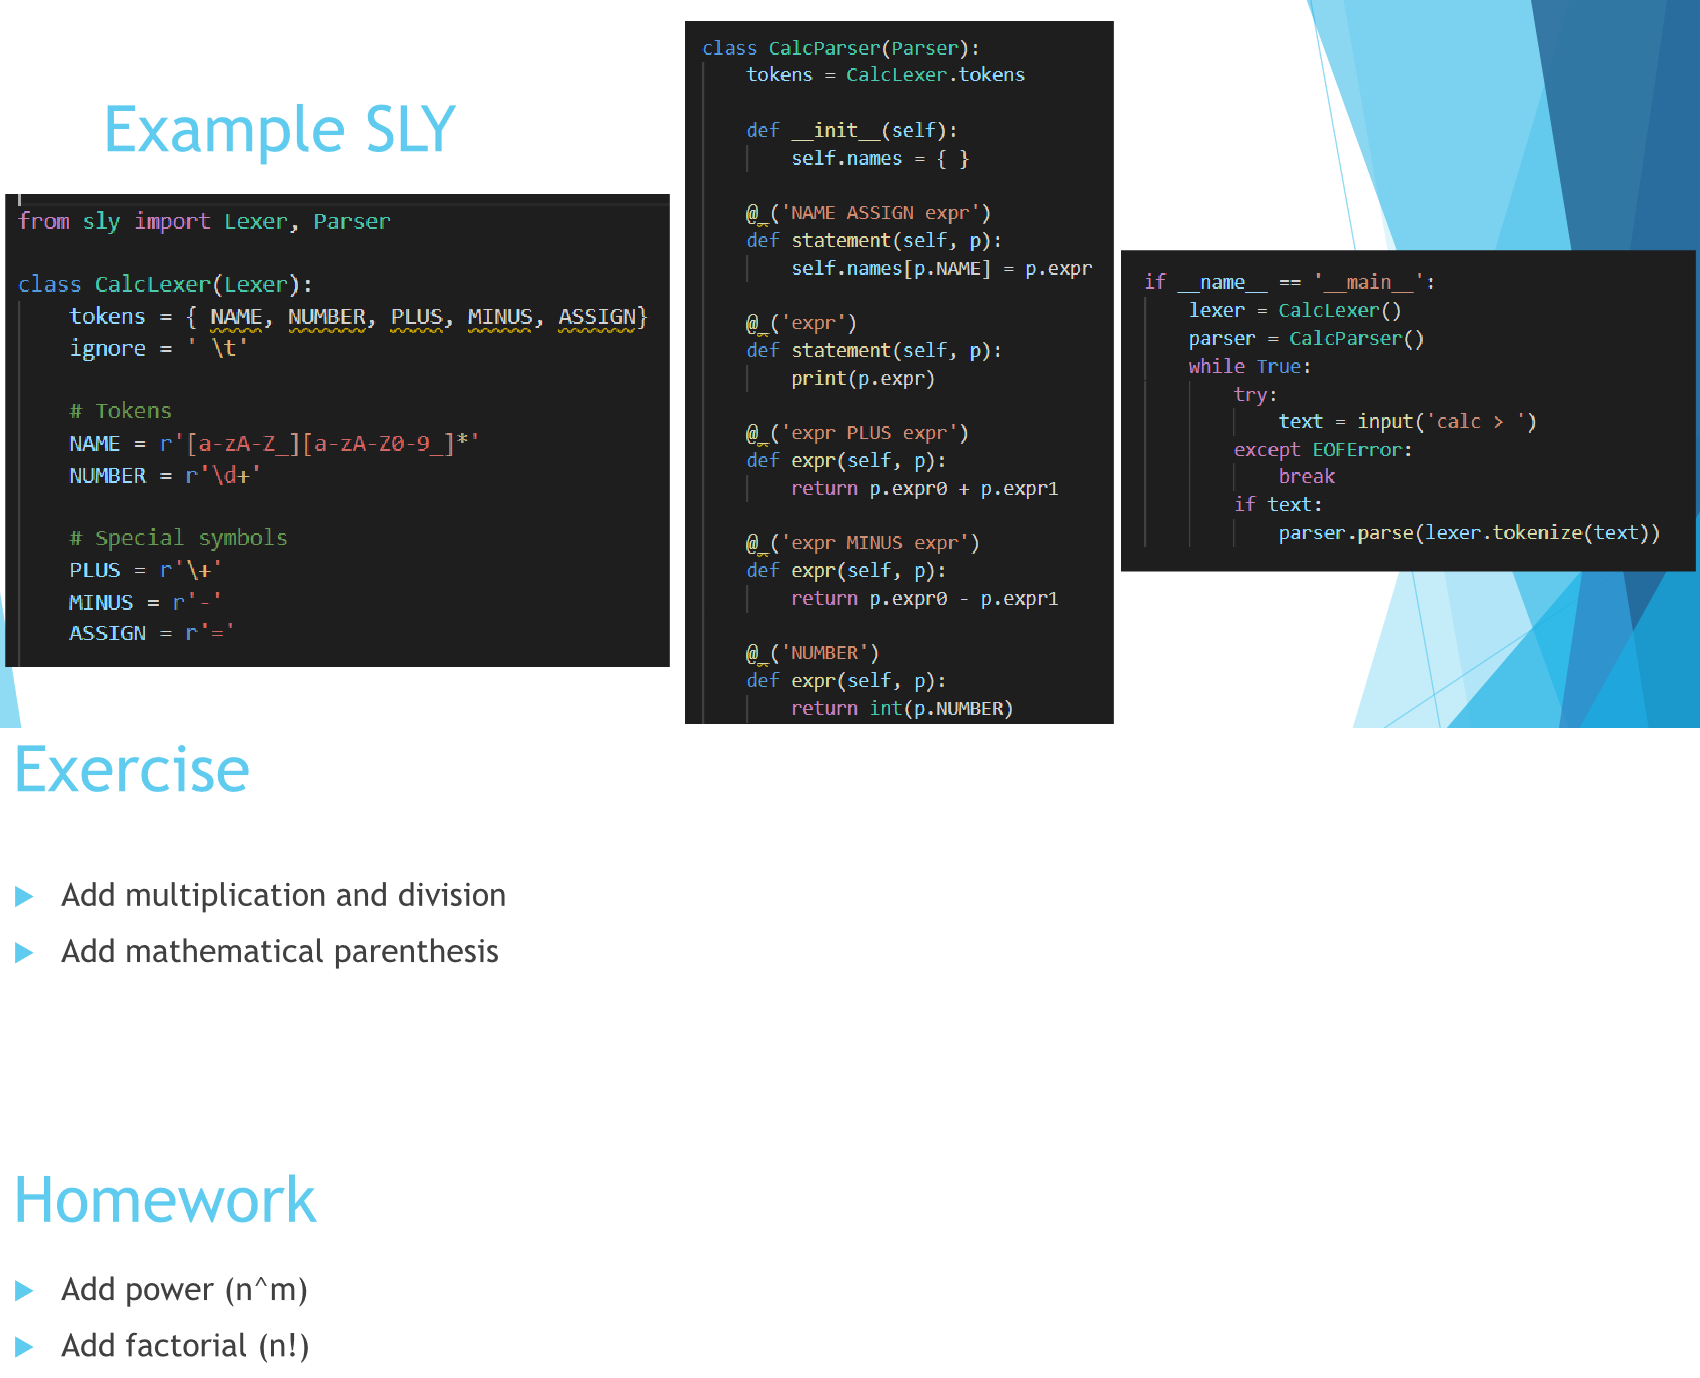 Example SLY
from sly import Lexer, Parser
class CalcLexer(Lexer):
    tokens = { NAME, NUMBER, PLUS, MINUS, ASSIGN}
    ignore = ' \t'
    # Tokens
    NAME = r'[a-zA-Z_][a-zA-Z0-9_]*'
    NUMBER = r'\d+'
    # Special symbols
    PLUS = r'\+'
    MINUS = r'-'
    ASSIGN = r'='
class CalcParser(Parser):
    tokens = CalcLexer.tokens
    def __init__(self):
        self.names = { }
    @_('NAME ASSIGN expr')
    def statement(self, p):
        self.names[p.NAME] = p.expr
    @_('expr')
    def statement(self, p):
        print(p.expr)
    @_('expr PLUS expr')
    def expr(self, p):
        return p.expr0 + p.expr1
    @_('expr MINUS expr')
    def expr(self, p):
        return p.expr0 - p.expr1
    @_('NUMBER')
    def expr(self, p):
        return int(p.NUMBER)
if __name__ == '__main__':
    lexer = CalcLexer()
    parser = CalcParser()
    while True:
        try:
            text = input('calc > ')
        except EOFError:
            break
        if text:
            parser.parse(lexer.tokenize(text))
Exercise
Add multiplication and division
Add mathematical parenthesis
Homework
Add power (n^m)
Add factorial (n!)